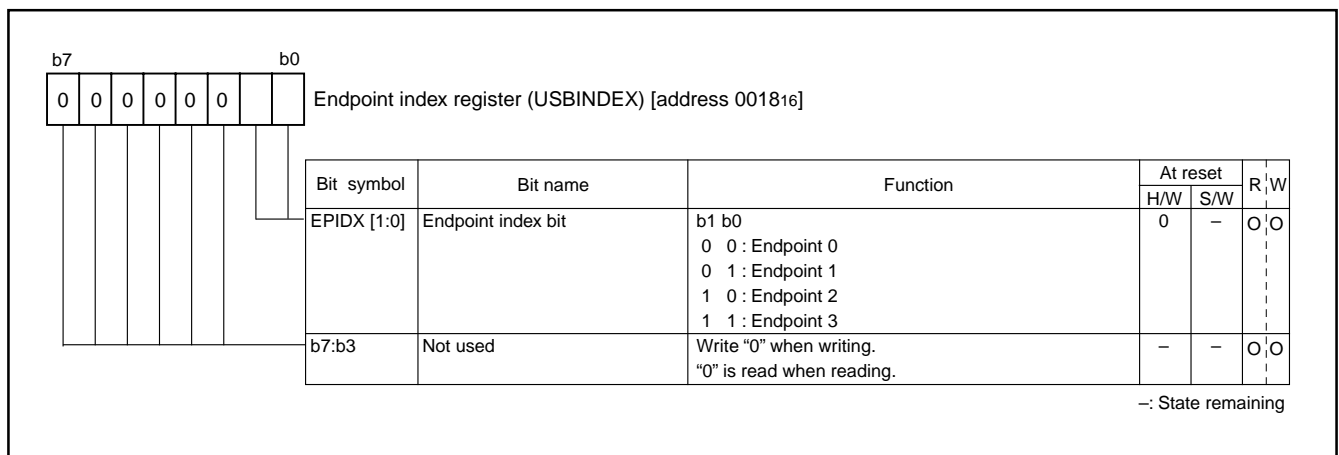 b7 b0
0 0 0 0 0 0 Endpoint index register (USBINDEX) [address 001816]
Bit symbol Bit name Function At reset R W
H/W S/W
EPIDX [1:0] Endpoint index bit b1 b0 0 – O O
0 0 : Endpoint 0
0 1 : Endpoint 1
1 0 : Endpoint 2
1 1 : Endpoint 3
b7:b3 Not used Write “0” when writing. – – O O
“0” is read when reading.
–: State remaining